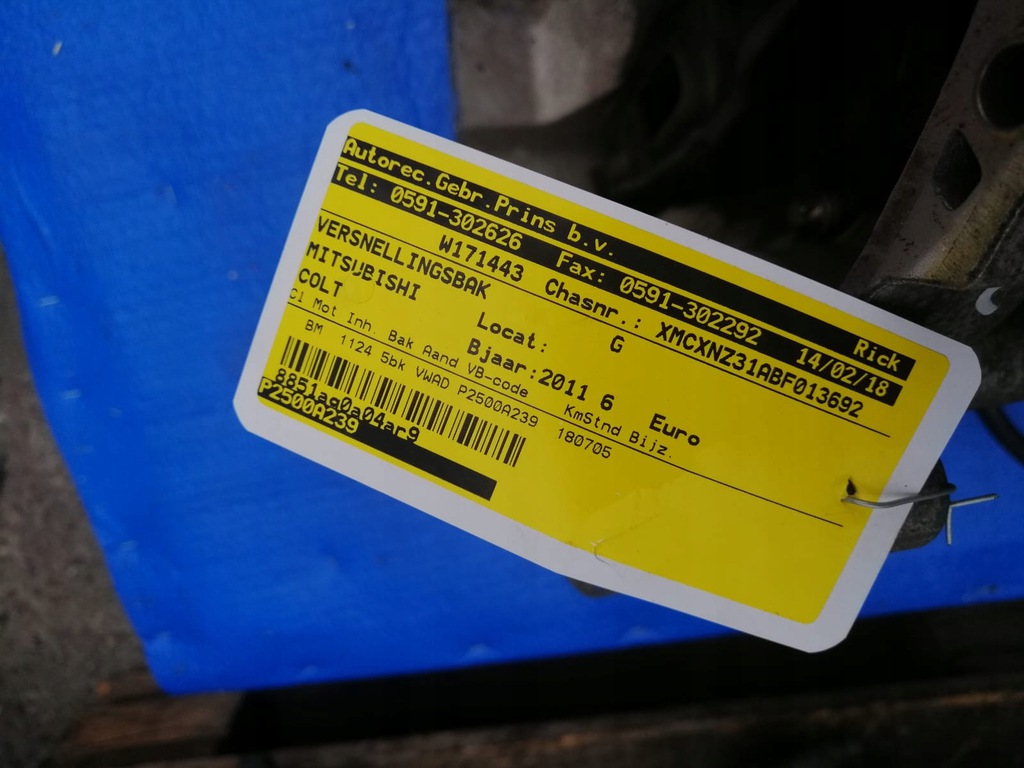 Autorec.Gebr.Prins b.v. Rick
Tel: 0591-302626 Fax: 0591-302292 14/02/18
W171443 Chasnr.: XMCXNZ31ABF013692
VERSNELLINGSBAK
MITSUBISHI Locat: G
COLT Bjaar:2011 6 Euro
Cl Mot Inh. Bak Aand VB-code KmStnd Bijz.
BM 1124 5bk VWAD P2500A239 180705
8851ag0a04ar9
P2500A239